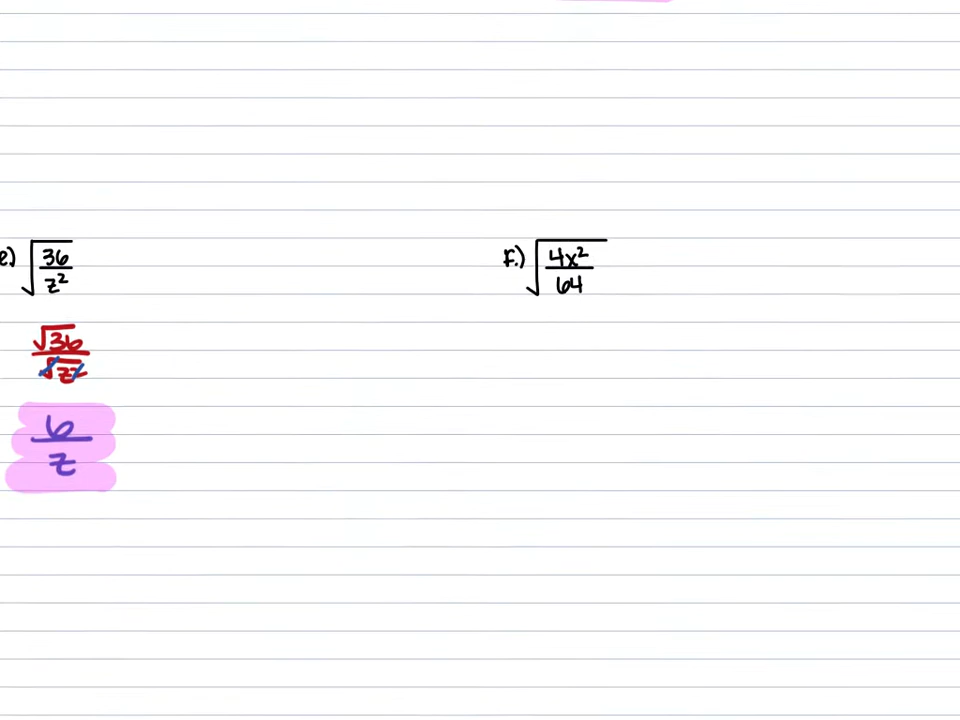 e.) √(36/z²)
√36/√z²
6/z
F.) √(4x²/64)